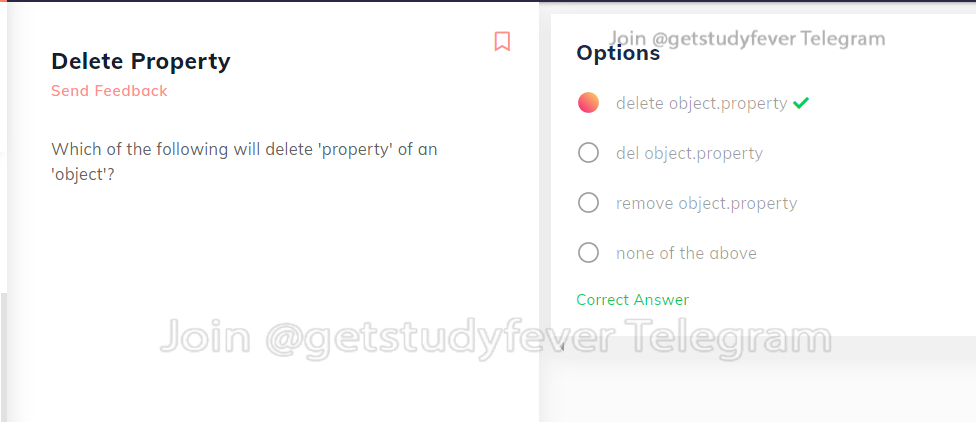 Delete Property
Send Feedback
Which of the following will delete 'property' of an
'object'?
Join @getstudyfever Telegram
Options
delete object.property
del object.property
remove object.property
none of the above
Correct Answer
Join @getstudyfever Telegram